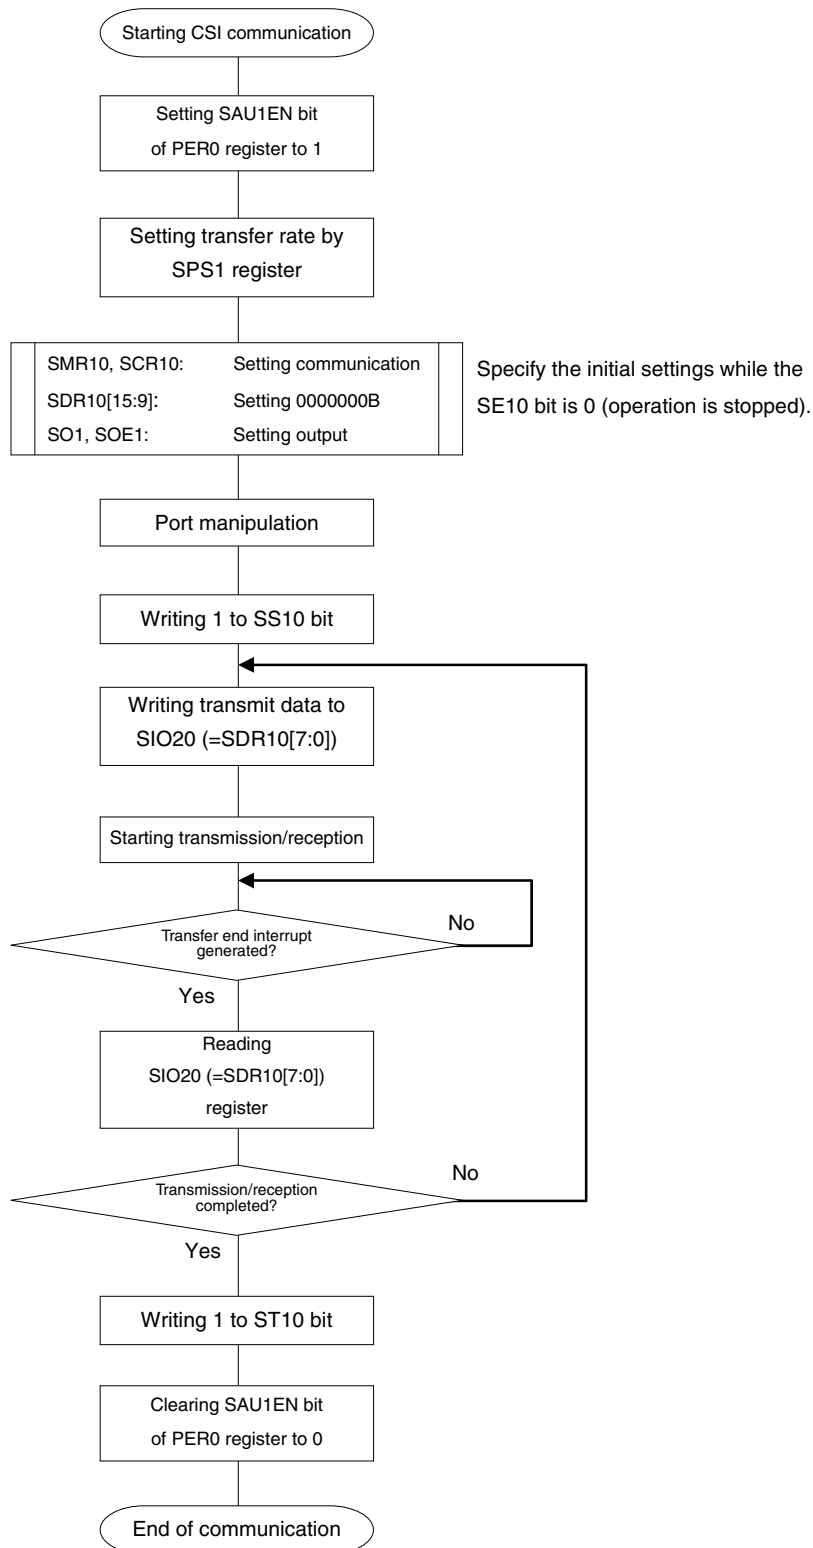 Starting CSI communication
Setting SAU1EN bit
of PER0 register to 1
Setting transfer rate by
SPS1 register
SMR10, SCR10: Setting communication
SDR10[15:9]: Setting 0000000B
SO1, SOE1: Setting output
Specify the initial settings while the
SE10 bit is 0 (operation is stopped).
Port manipulation
Writing 1 to SS10 bit
Writing transmit data to
SIO20 (=SDR10[7:0])
Starting transmission/reception
Transfer end interrupt
generated?
No
Yes
Reading
SIO20 (=SDR10[7:0])
register
Transmission/reception
completed?
No
Yes
Writing 1 to ST10 bit
Clearing SAU1EN bit
of PER0 register to 0
End of communication